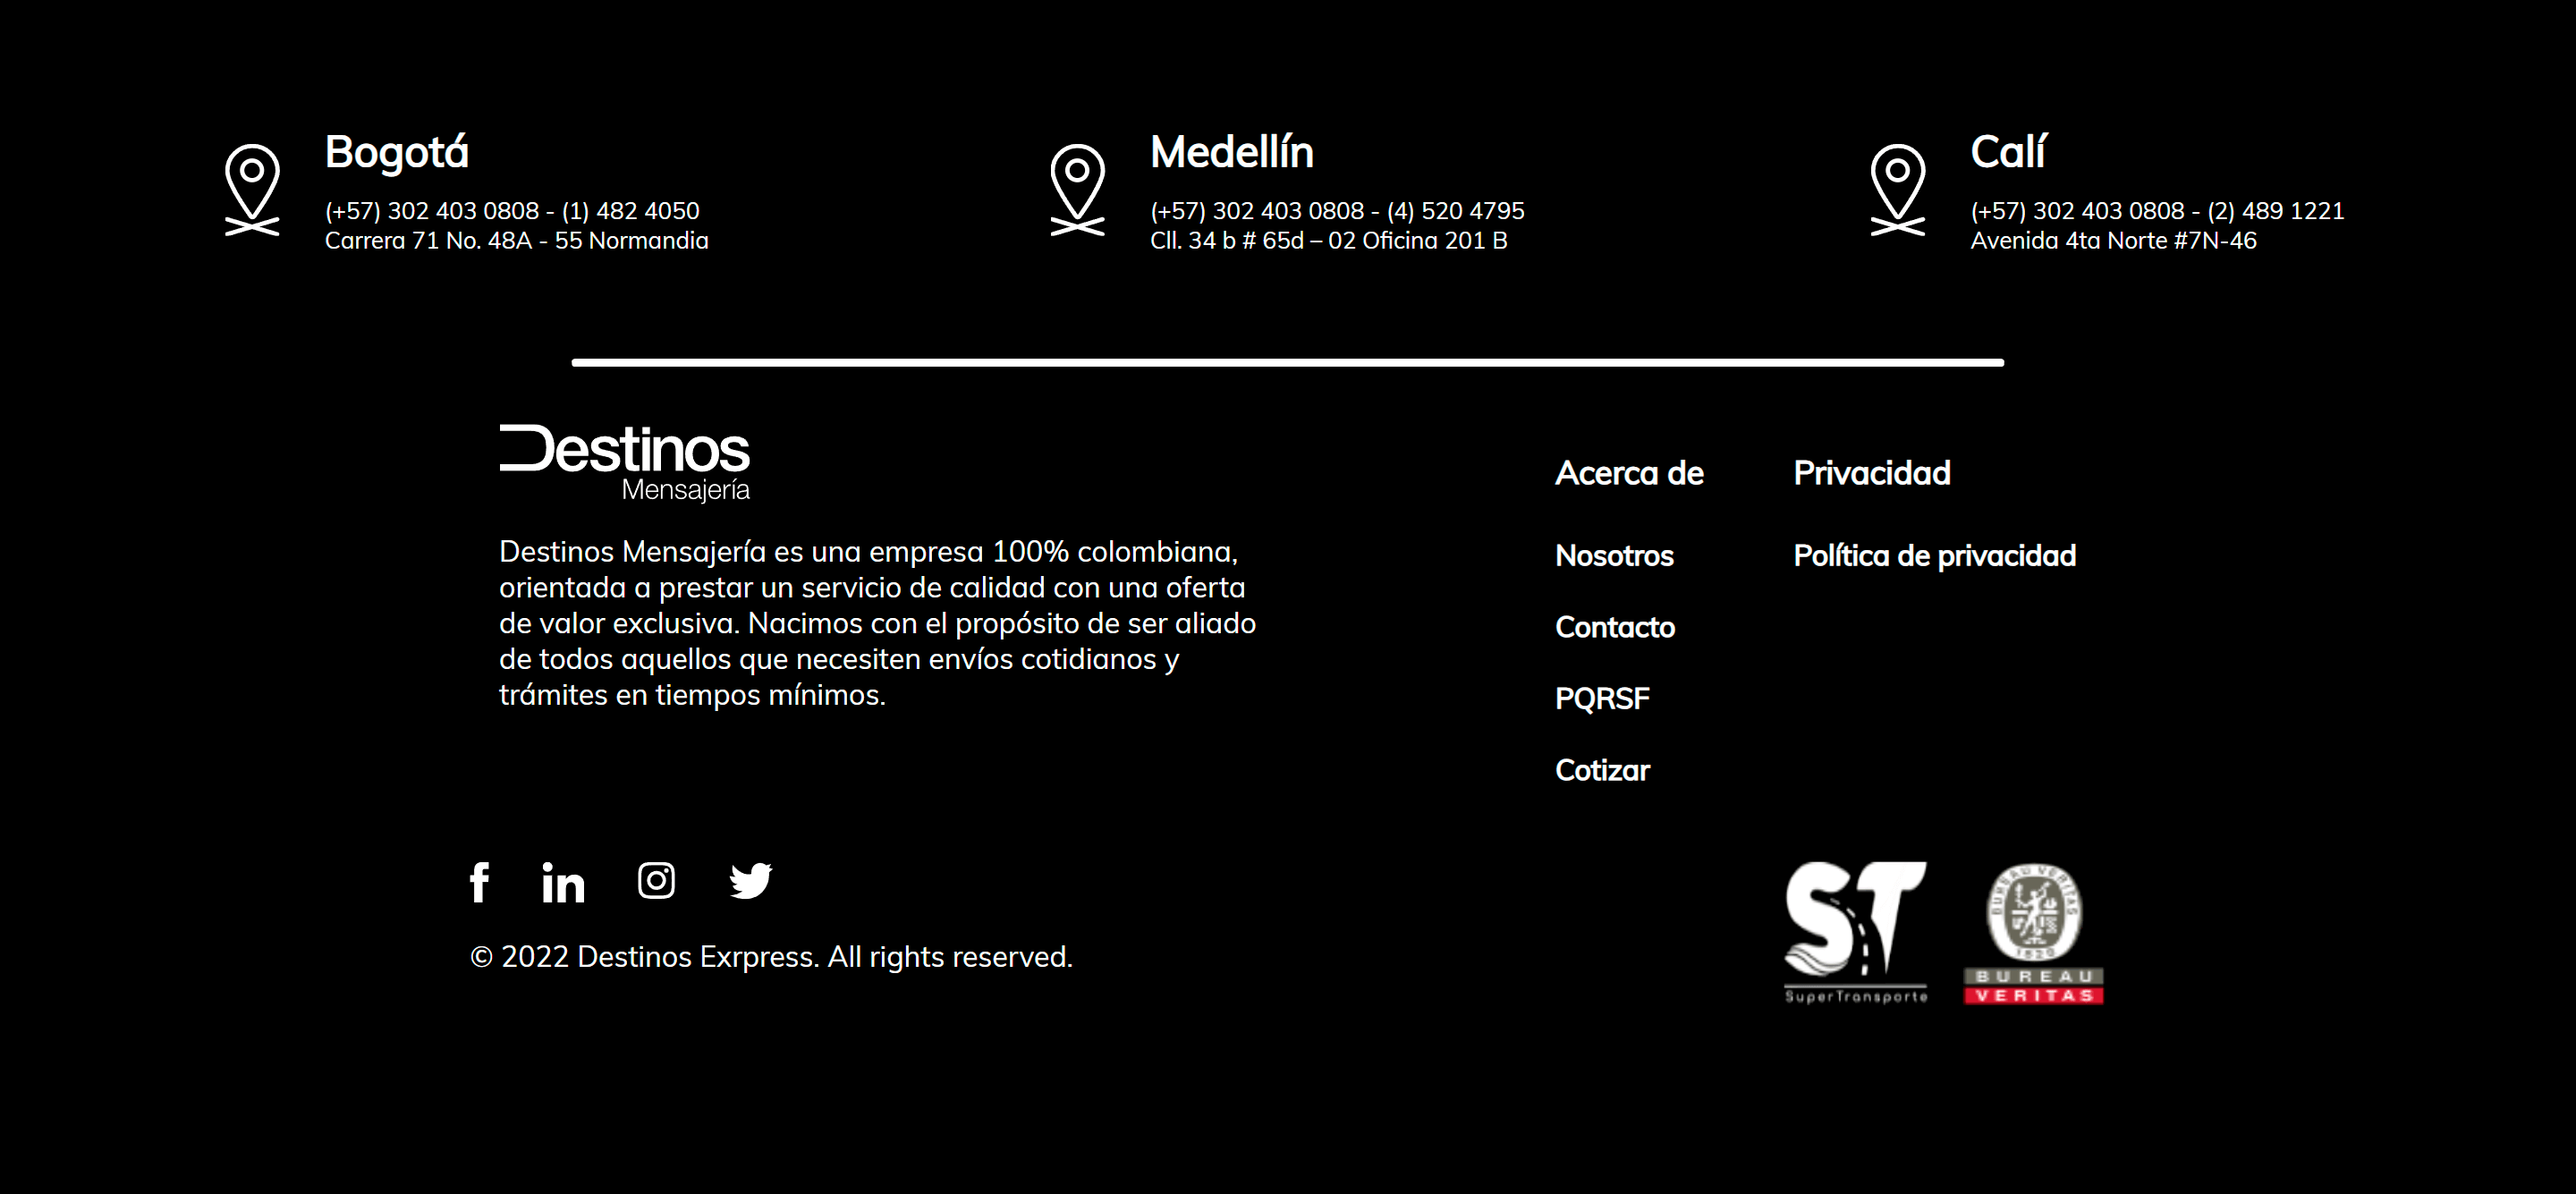 Bogotá
(+57) 302 403 0808 - (1) 482 4050
Carrera 71 No. 48A - 55 Normandia
Medellín
(+57) 302 403 0808 - (4) 520 4795
Cll. 34 b # 65d – 02 Oficina 201 B
Calí
(+57) 302 403 0808 - (2) 489 1221
Avenida 4ta Norte #7N-46
Destinos
Mensajería
Destinos Mensajería es una empresa 100% colombiana,
orientada a prestar un servicio de calidad con una oferta
de valor exclusiva. Nacimos con el propósito de ser aliado
de todos aquellos que necesiten envíos cotidianos y
trámites en tiempos mínimos.
Acerca de
Nosotros
Contacto
PQRSF
Cotizar
Privacidad
Política de privacidad
© 2022 Destinos Exrpress. All rights reserved.
ST
SuperTransporte
BUREAU VERITAS
1828
BUREAU
VERITAS